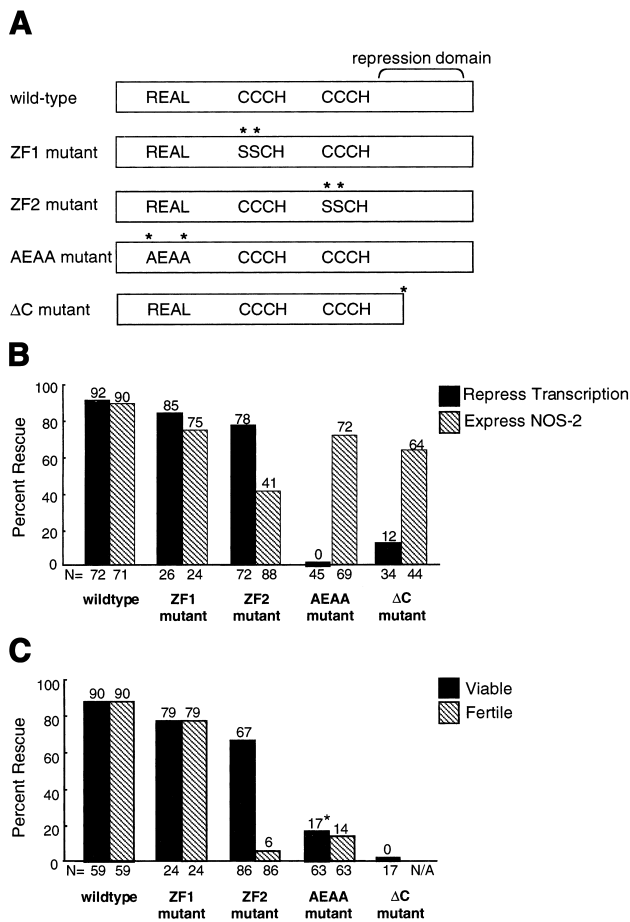 A
repression domain
wild-type REAL CCCH CCCH
* *
ZF1 mutant REAL SSCH CCCH
* *
ZF2 mutant REAL CCCH SSCH
* *
AEAA mutant AEAA CCCH CCCH
*
ΔC mutant REAL CCCH CCCH
B
Percent Rescue
100
80
60
40
20
0
92 90 85 75 78 41 0 72 12 64
Repress Transcription
Express NOS-2
N= 72 71 26 24 72 88 45 69 34 44
wildtype ZF1 ZF2 AEAA ΔC
mutant mutant mutant mutant
C
Percent Rescue
100
80
60
40
20
0
90 90 79 79 67 6 17* 14 0
Viable
Fertile
N= 59 59 24 24 86 86 63 63 17 N/A
wildtype ZF1 ZF2 AEAA ΔC
mutant mutant mutant mutant